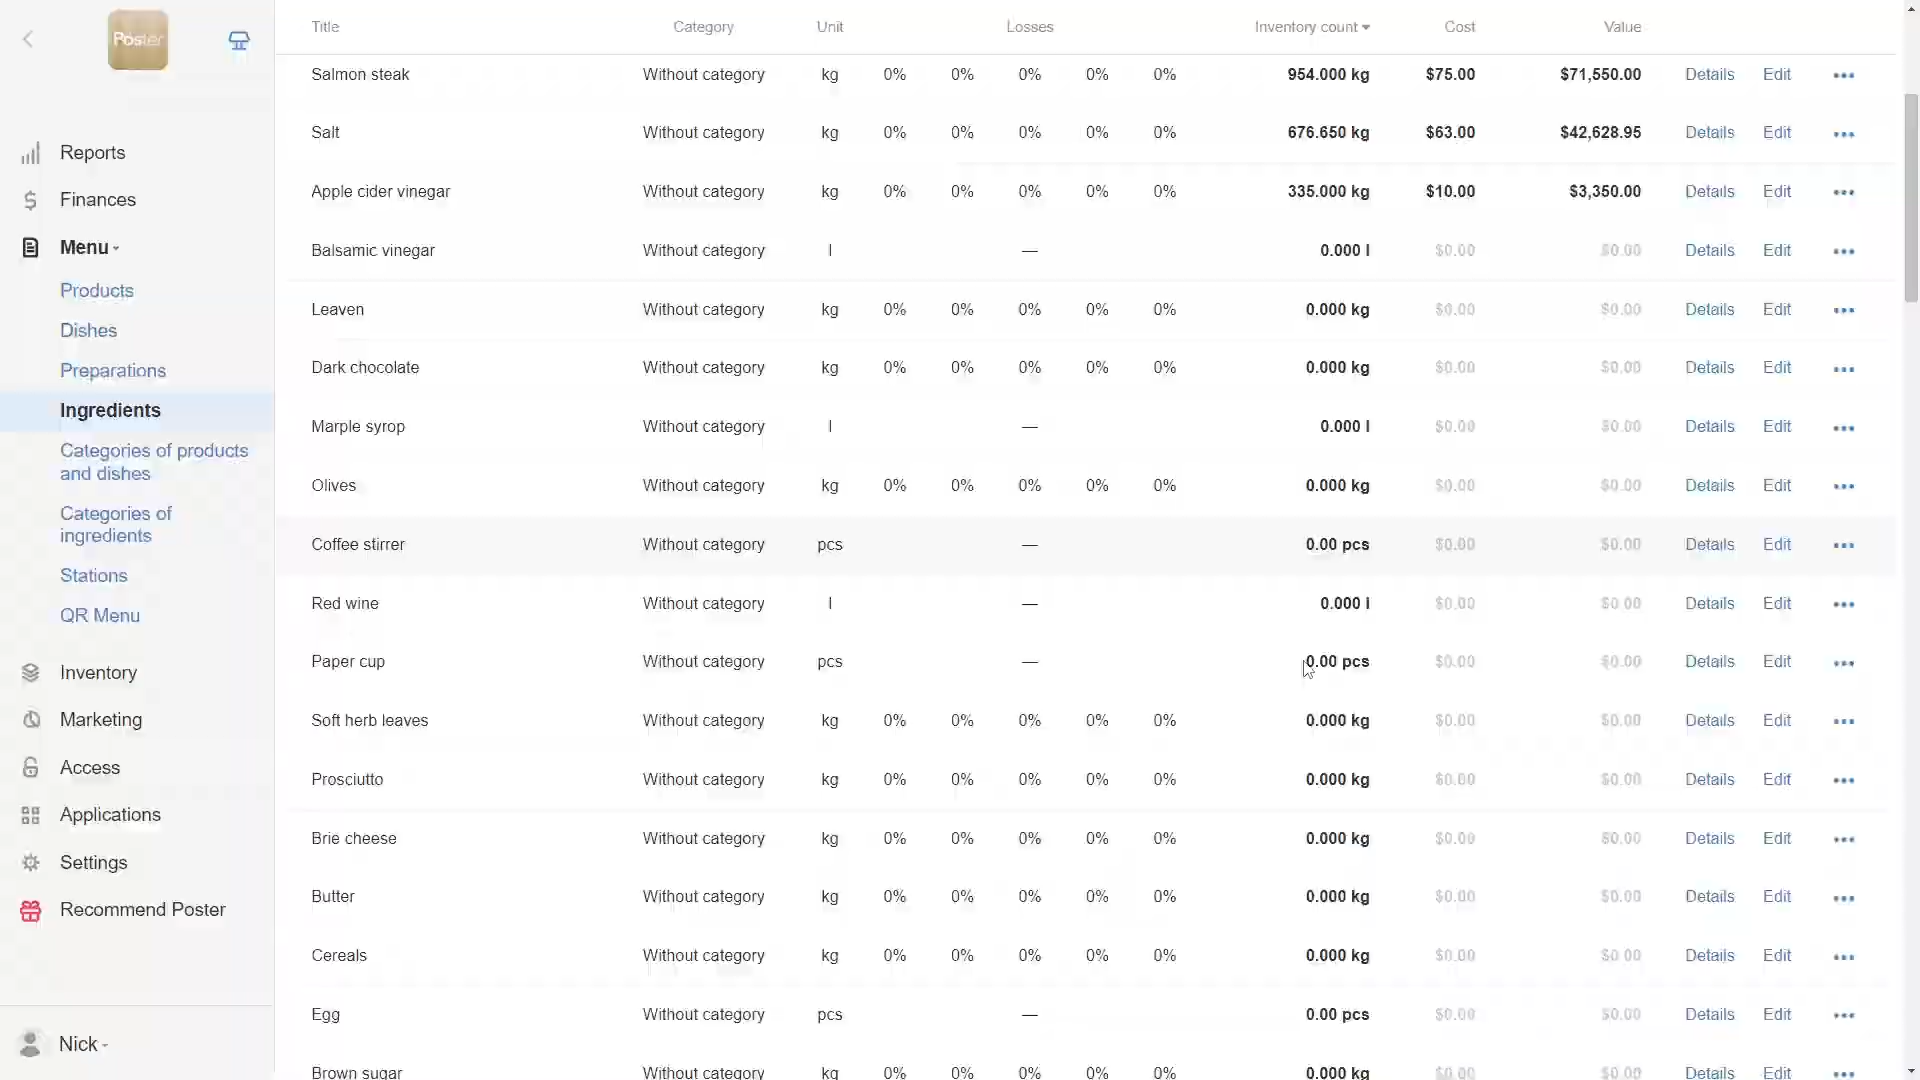 Poster
Reports
Finances
Menu
Products
Dishes
Preparations
Ingredients
Categories of products
and dishes
Categories of
ingredients
Stations
QR Menu
Inventory
Marketing
Access
Applications
Settings
Recommend Poster
Nick
Title Category Unit Losses Inventory count Cost Value
Salmon steak Without category kg 0% 0% 0% 0% 0% 954.000 kg $75.00 $71,550.00 Details Edit
Salt Without category kg 0% 0% 0% 0% 0% 676.650 kg $63.00 $42,628.95 Details Edit
Apple cider vinegar Without category kg 0% 0% 0% 0% 0% 335.000 kg $10.00 $3,350.00 Details Edit
Balsamic vinegar Without category l — 0.000 l $0.00 $0.00 Details Edit
Leaven Without category kg 0% 0% 0% 0% 0% 0.000 kg $0.00 $0.00 Details Edit
Dark chocolate Without category kg 0% 0% 0% 0% 0% 0.000 kg $0.00 $0.00 Details Edit
Marple syrop Without category l — 0.000 l $0.00 $0.00 Details Edit
Olives Without category kg 0% 0% 0% 0% 0% 0.000 kg $0.00 $0.00 Details Edit
Coffee stirrer Without category pcs — 0.00 pcs $0.00 $0.00 Details Edit
Red wine Without category l — 0.000 l $0.00 $0.00 Details Edit
Paper cup Without category pcs — 0.00 pcs $0.00 $0.00 Details Edit
Soft herb leaves Without category kg 0% 0% 0% 0% 0% 0.000 kg $0.00 $0.00 Details Edit
Prosciutto Without category kg 0% 0% 0% 0% 0% 0.000 kg $0.00 $0.00 Details Edit
Brie cheese Without category kg 0% 0% 0% 0% 0% 0.000 kg $0.00 $0.00 Details Edit
Butter Without category kg 0% 0% 0% 0% 0% 0.000 kg $0.00 $0.00 Details Edit
Cereals Without category kg 0% 0% 0% 0% 0% 0.000 kg $0.00 $0.00 Details Edit
Egg Without category pcs — 0.00 pcs $0.00 $0.00 Details Edit
Brown sugar Without category kg 0% 0% 0% 0% 0% 0.000 kg $0.00 $0.00 Details Edit